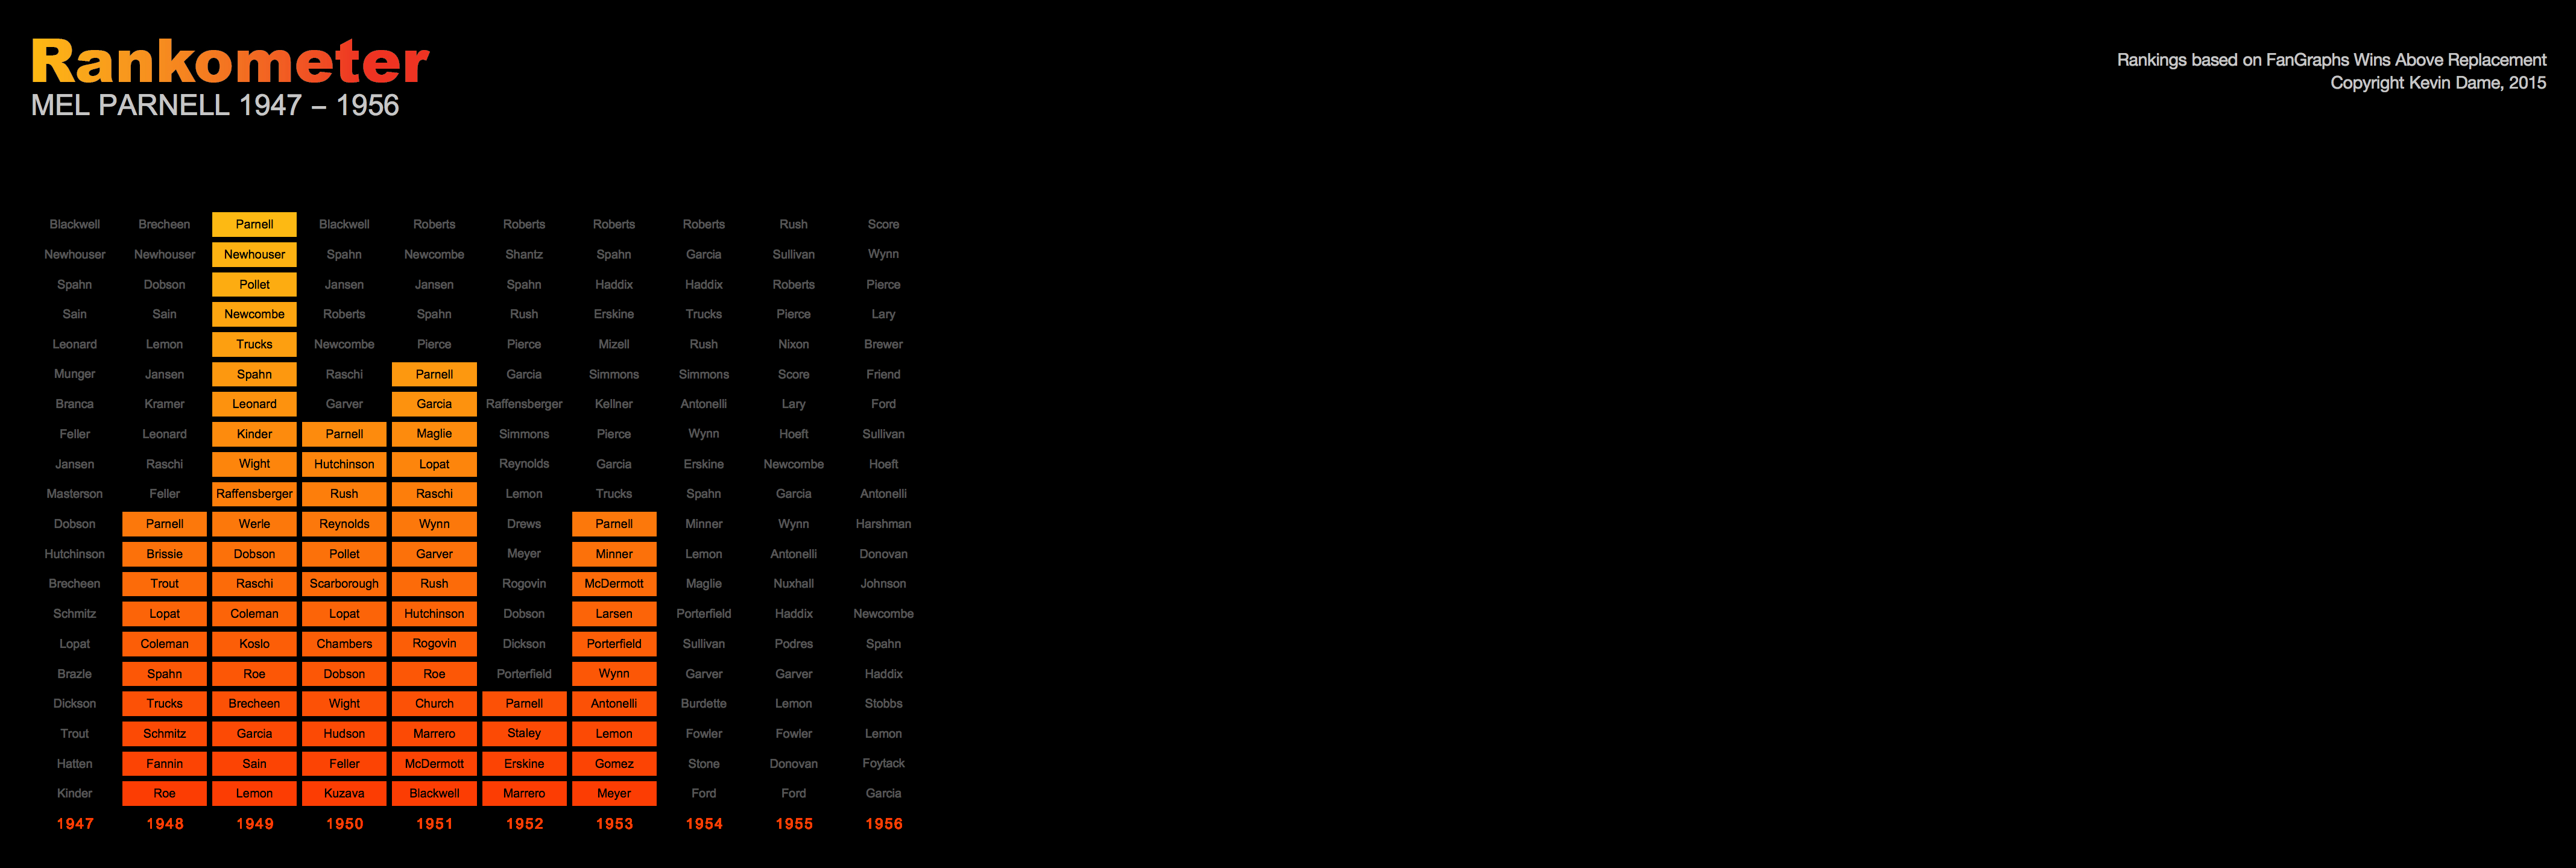 Rankometer
MEL PARNELL 1947 – 1956
Rankings based on FanGraphs Wins Above Replacement
Copyright Kevin Dame, 2015
Blackwell Brecheen Parnell Blackwell Roberts Roberts Roberts Roberts Rush Score
Newhouser Newhouser Newhouser Spahn Newcombe Shantz Spahn Garcia Sullivan Wynn
Spahn Dobson Pollet Jansen Jansen Spahn Haddix Haddix Roberts Pierce
Sain Sain Newcombe Roberts Spahn Rush Erskine Trucks Pierce Lary
Leonard Lemon Trucks Newcombe Pierce Pierce Mizell Rush Nixon Brewer
Munger Jansen Spahn Raschi Parnell Garcia Simmons Simmons Score Friend
Branca Kramer Leonard Garver Garcia Raffensberger Kellner Antonelli Lary Ford
Feller Leonard Kinder Parnell Maglie Simmons Pierce Wynn Hoeft Sullivan
Jansen Raschi Wight Hutchinson Lopat Reynolds Garcia Erskine Newcombe Hoeft
Masterson Feller Raffensberger Rush Raschi Lemon Trucks Spahn Garcia Antonelli
Dobson Parnell Werle Reynolds Wynn Drews Parnell Minner Wynn Harshman
Hutchinson Brissie Dobson Pollet Garver Meyer Minner Lemon Antonelli Donovan
Brecheen Trout Raschi Scarborough Rush Rogovin McDermott Maglie Nuxhall Johnson
Schmitz Lopat Coleman Lopat Hutchinson Dobson Larsen Porterfield Haddix Newcombe
Lopat Coleman Koslo Chambers Rogovin Dickson Porterfield Sullivan Podres Spahn
Brazle Spahn Roe Dobson Roe Porterfield Wynn Garver Garver Haddix
Dickson Trucks Brecheen Wight Church Parnell Antonelli Burdette Lemon Stobbs
Trout Schmitz Garcia Hudson Marrero Staley Lemon Fowler Fowler Lemon
Hatten Fannin Sain Feller McDermott Erskine Gomez Stone Donovan Foytack
Kinder Roe Lemon Kuzava Blackwell Marrero Meyer Ford Ford Garcia
1947 1948 1949 1950 1951 1952 1953 1954 1955 1956